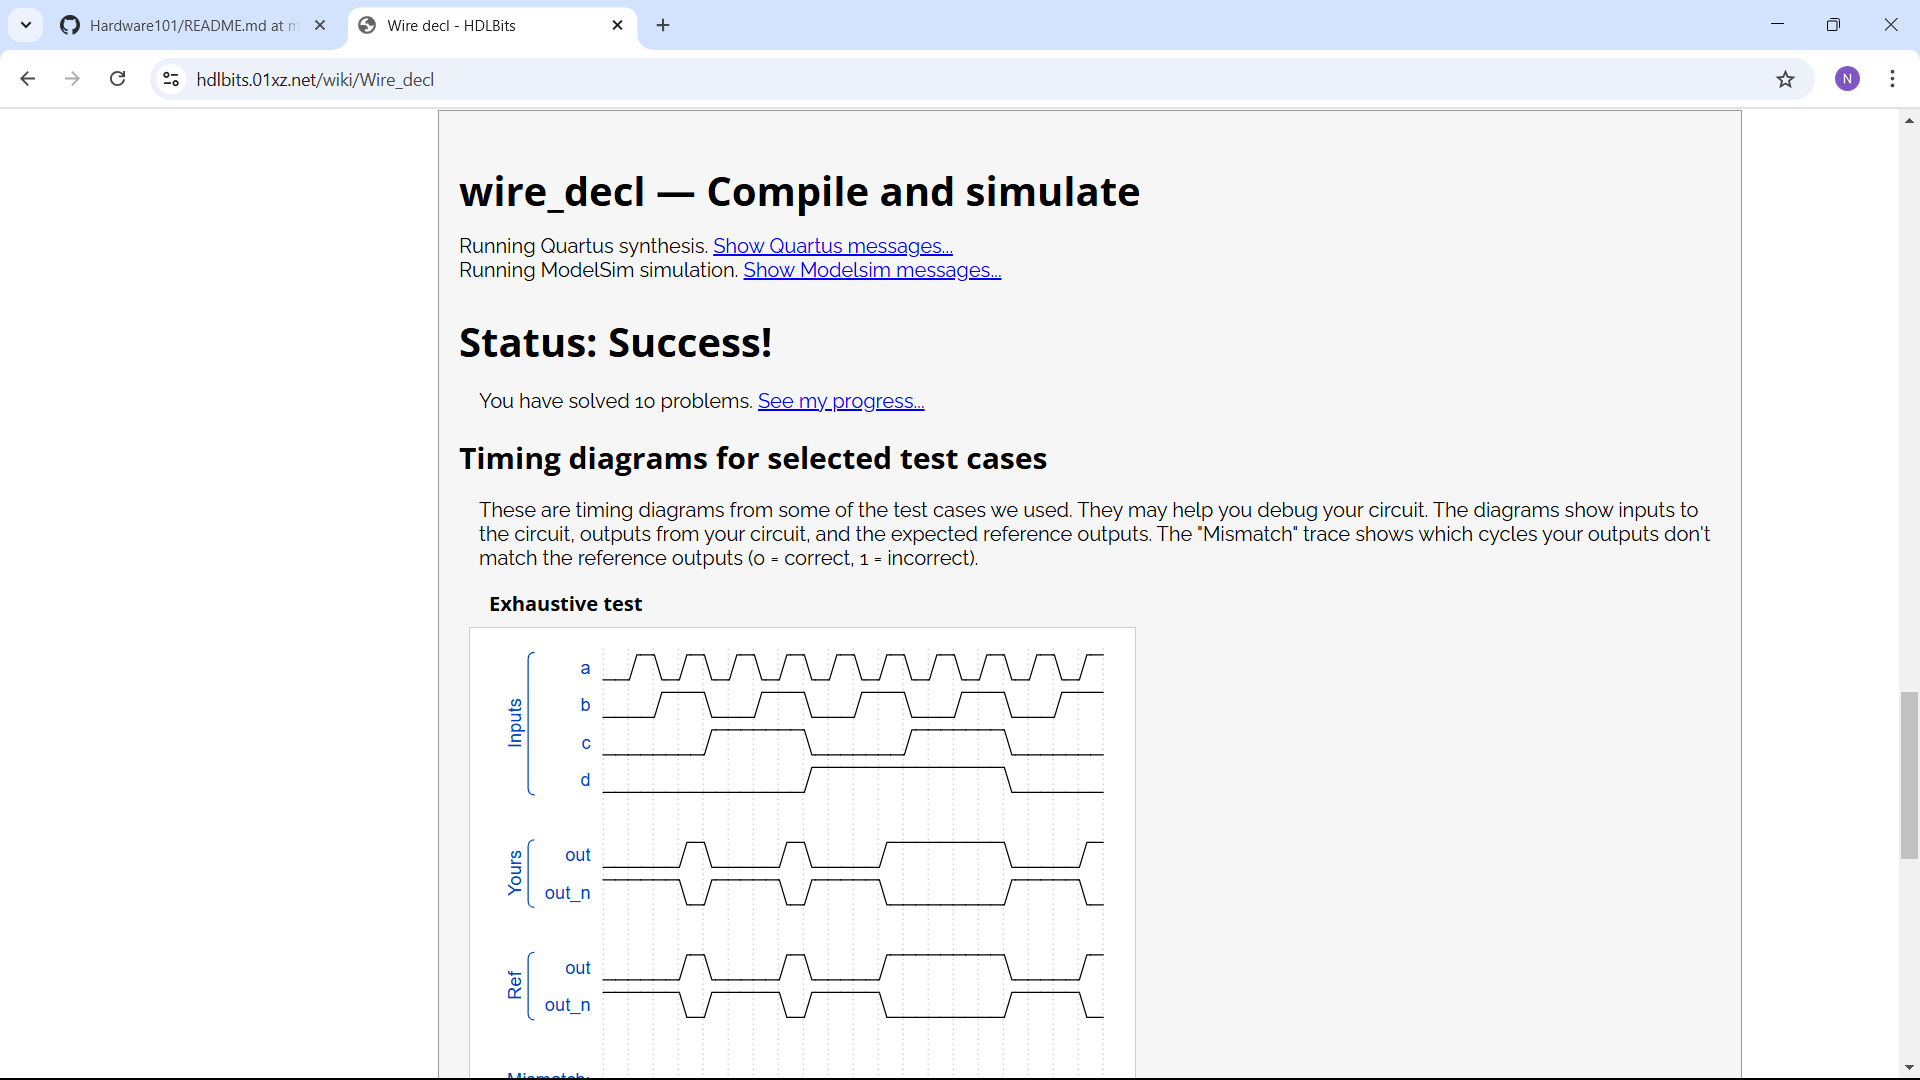 Hardware101/README.md at m
Wire decl - HDLBits
hdlbits.01xz.net/wiki/Wire_decl
N
wire_decl — Compile and simulate
Running Quartus synthesis. Show Quartus messages...
Running ModelSim simulation. Show Modelsim messages...
Status: Success!
You have solved 10 problems. See my progress...
Timing diagrams for selected test cases
These are timing diagrams from some of the test cases we used. They may help you debug your circuit. The diagrams show inputs to
the circuit, outputs from your circuit, and the expected reference outputs. The "Mismatch" trace shows which cycles your outputs don't
match the reference outputs (0 = correct, 1 = incorrect).
Exhaustive test
Inputs
a
b
c
d
Yours
out
out_n
Ref
out
out_n